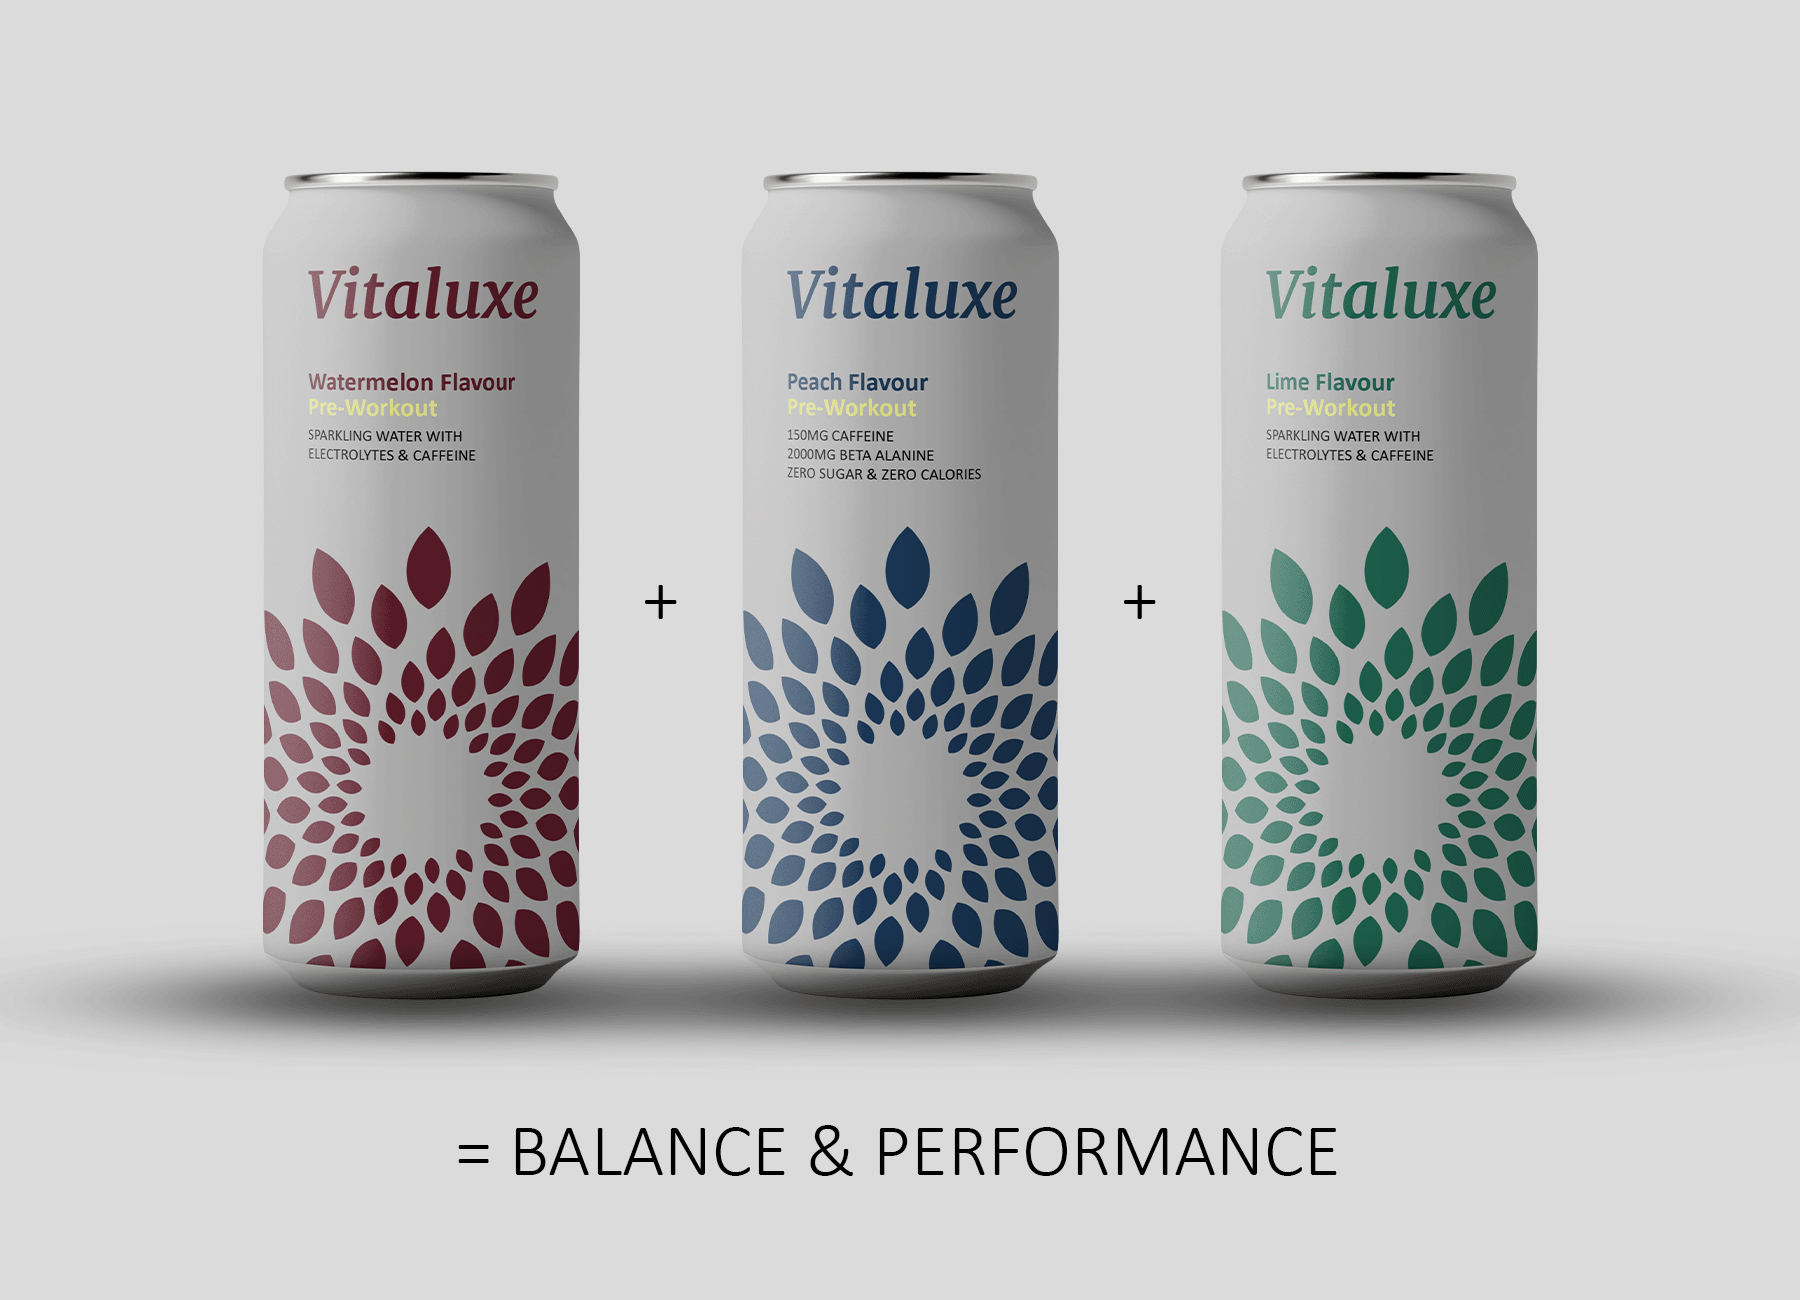 Vitaluxe
Watermelon Flavour
Pre-Workout
SPARKLING WATER WITH
ELECTROLYTES & CAFFEINE
+
Vitaluxe
Peach Flavour
Pre-Workout
150MG CAFFEINE
2000MG BETA ALANINE
ZERO SUGAR & ZERO CALORIES
+
Vitaluxe
Lime Flavour
Pre-Workout
SPARKLING WATER WITH
ELECTROLYTES & CAFFEINE
= BALANCE & PERFORMANCE